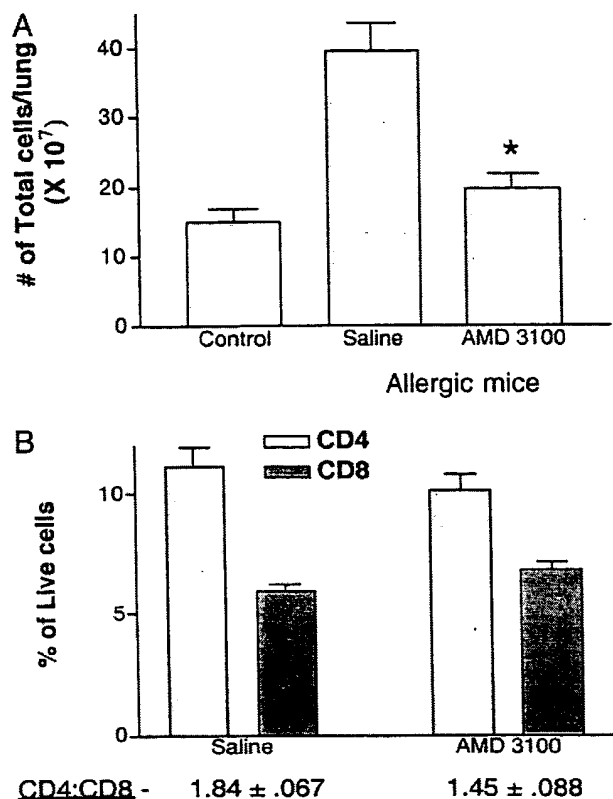 A
# of Total cells/lung
(X 10⁷)
40
30
20
10
0
*
Control Saline AMD 3100
Allergic mice
B
CD4
CD8
% of Live cells
10
5
0
Saline AMD 3100
CD4:CD8 - 1.84 ± .067 1.45 ± .088